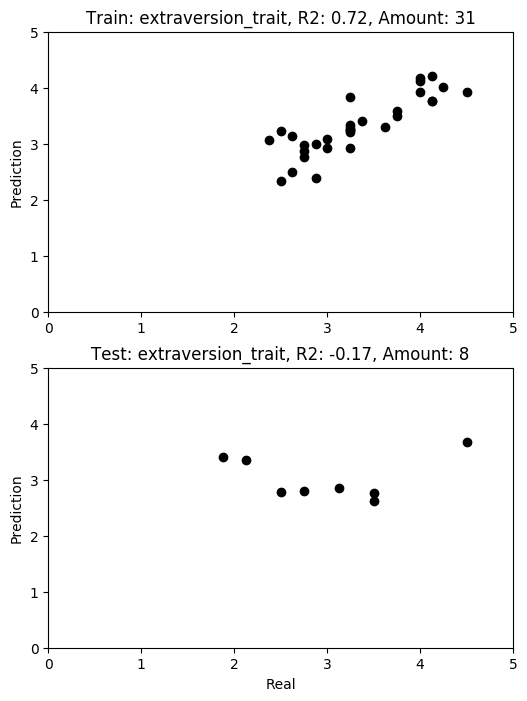 Train: extraversion_trait, R2: 0.72, Amount: 31
5
4
3
2
1
0
Prediction
0 1 2 3 4 5
Test: extraversion_trait, R2: -0.17, Amount: 8
5
4
3
2
1
0
Prediction
0 1 2 3 4 5
Real